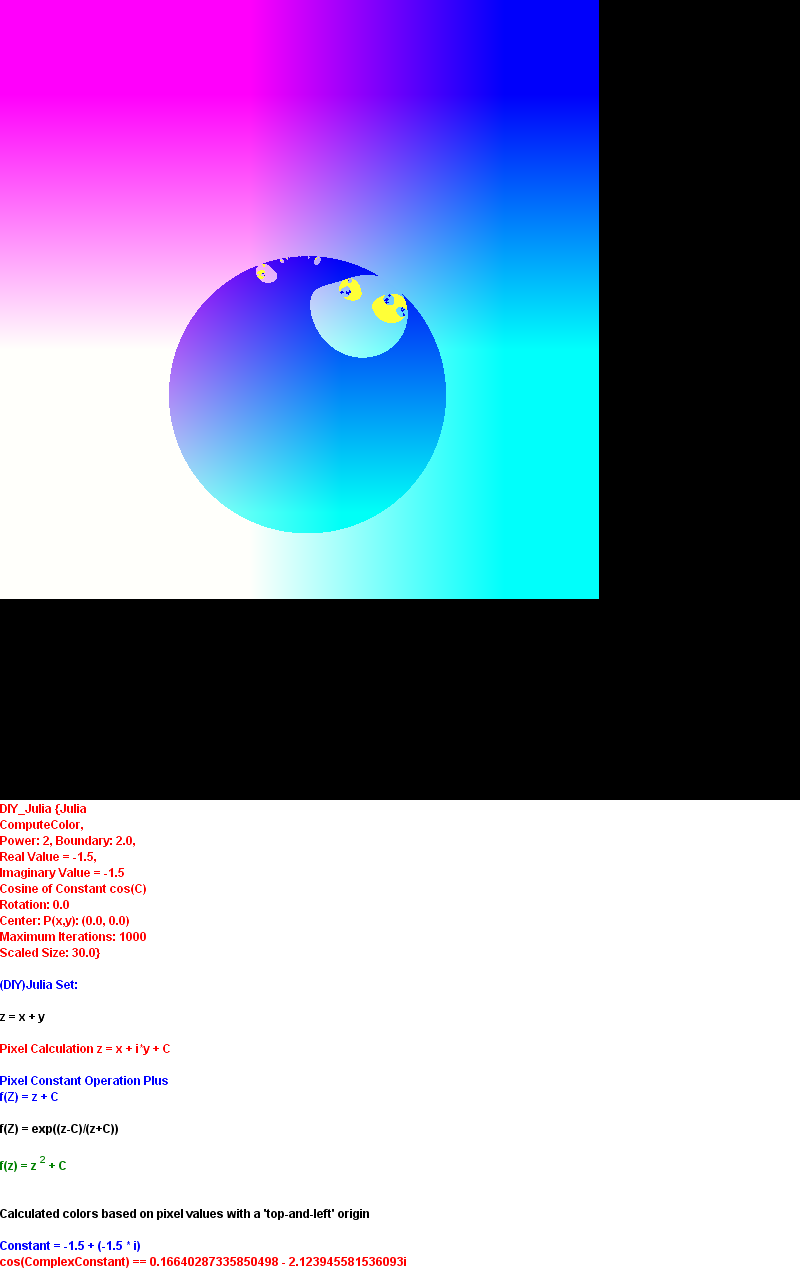 DIY_Julia {Julia
ComputeColor,
Power: 2, Boundary: 2.0,
Real Value = -1.5,
Imaginary Value = -1.5
Cosine of Constant cos(C)
Rotation: 0.0
Center: P(x,y): (0.0, 0.0)
Maximum Iterations: 1000
Scaled Size: 30.0}
(DIY)Julia Set:
z = x + y
Pixel Calculation z = x + i*y + C
Pixel Constant Operation Plus
f(Z) = z + C
f(Z) = exp((z-C)/(z+C))
f(z) = z 2 + C
Calculated colors based on pixel values with a 'top-and-left' origin
Constant = -1.5 + (-1.5 * i)
cos(ComplexConstant) == 0.16640287335850498 - 2.123945581536093i